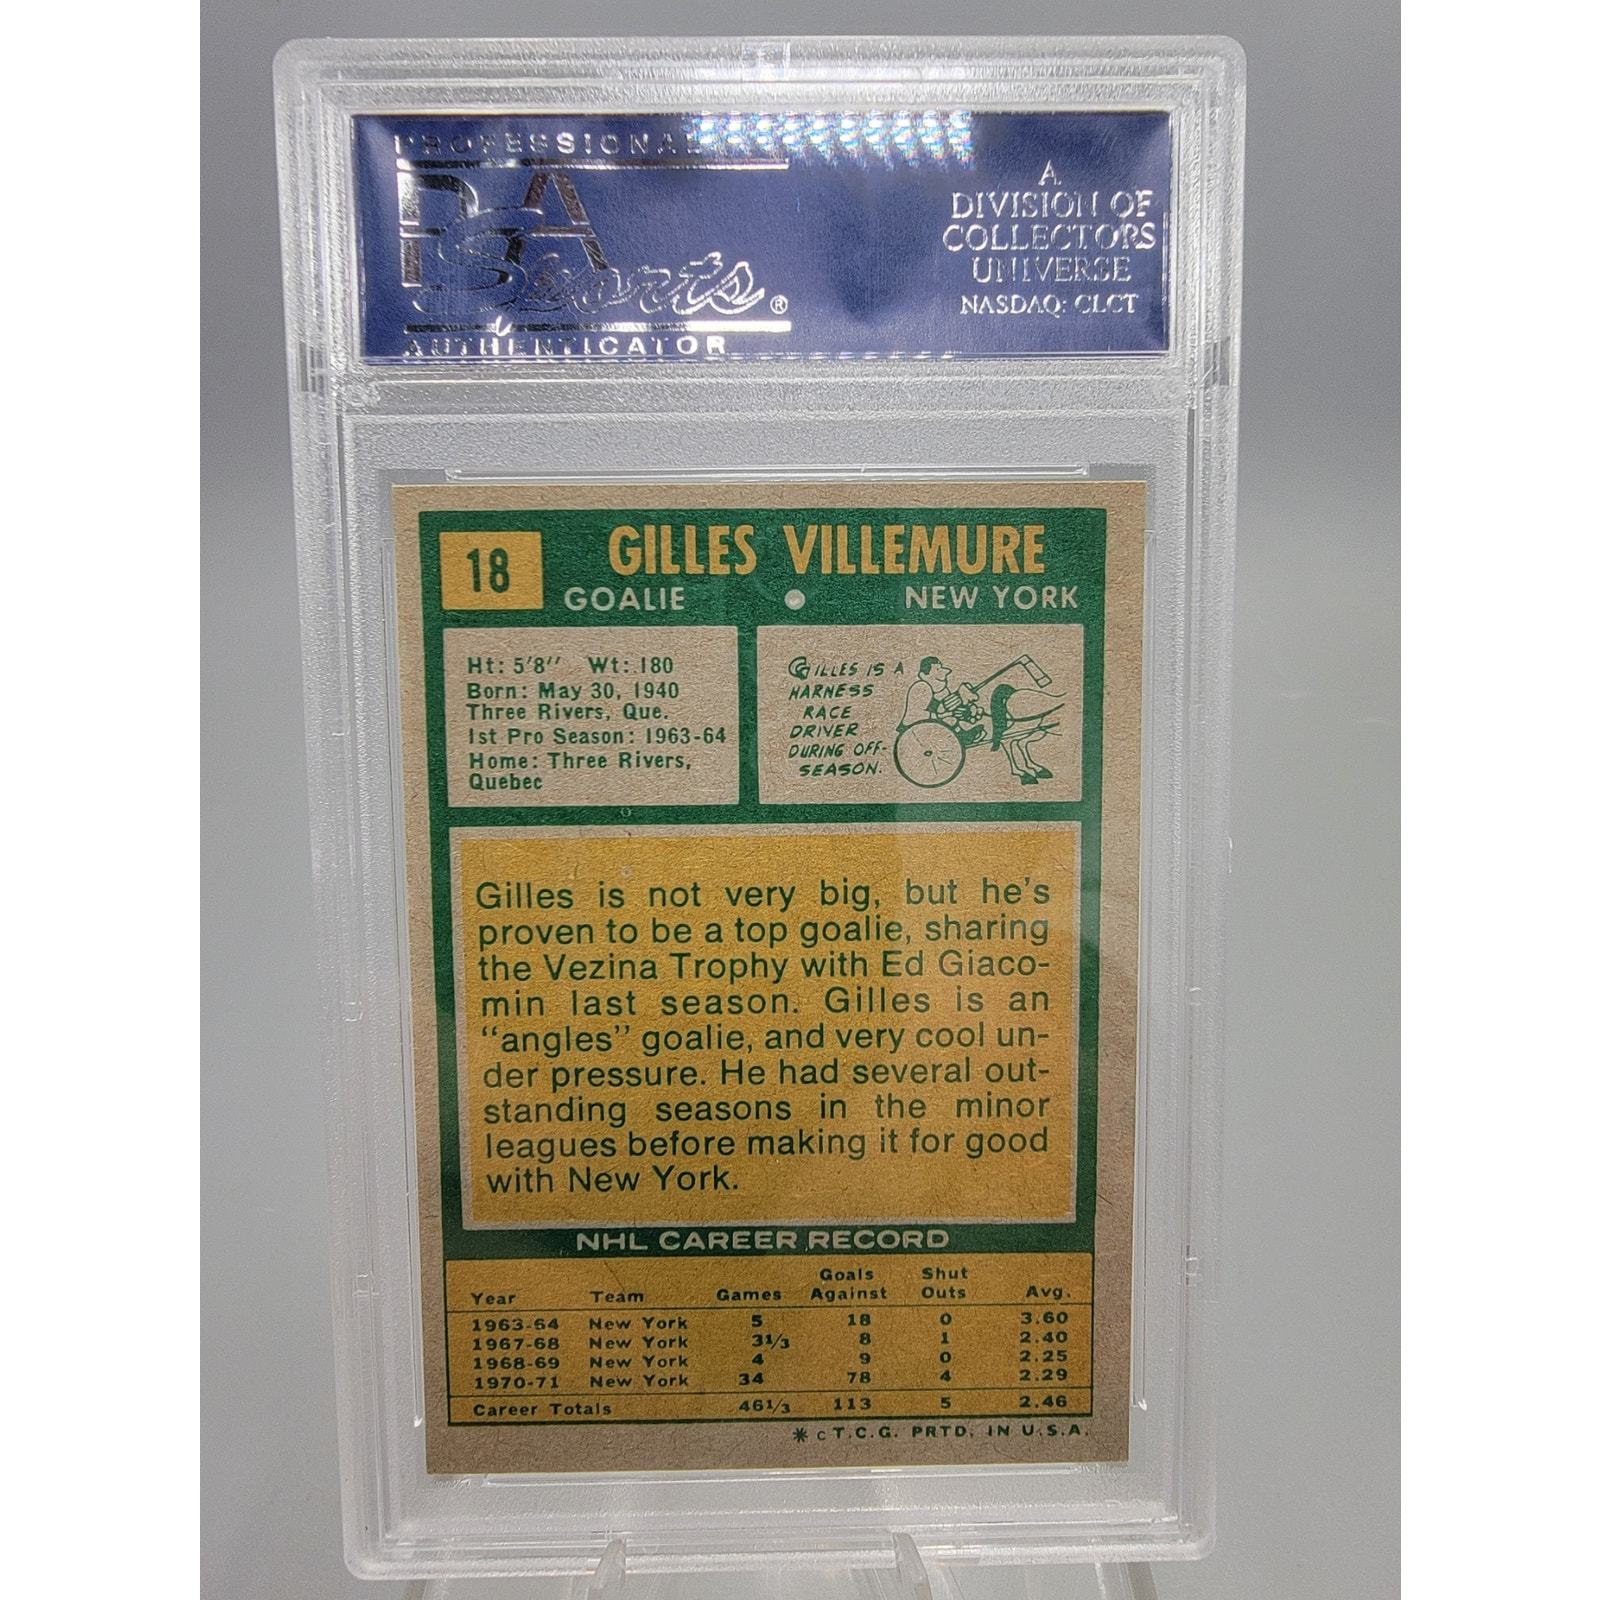 PROFESSIONAL
PSA
Sports ®
AUTHENTICATOR
A
DIVISION OF
COLLECTORS
UNIVERSE
NASDAQ: CLCT
18
GILLES VILLEMURE
GOALIE NEW YORK
Ht: 5'8'' Wt: 180
Born: May 30, 1940
Three Rivers, Que.
1st Pro Season: 1963-64
Home: Three Rivers,
Quebec
GILLES IS A
HARNESS
RACE
DRIVER
DURING OFF-
SEASON.
Gilles is not very big, but he's
proven to be a top goalie, sharing
the Vezina Trophy with Ed Giaco-
min last season. Gilles is an
"angles" goalie, and very cool un-
der pressure. He had several out-
standing seasons in the minor
leagues before making it for good
with New York.
NHL CAREER RECORD
Year Team Games Goals Against Shut Outs Avg.
1963-64 New York 5 18 0 3.60
1967-68 New York 3 1/3 8 1 2.40
1968-69 New York 4 9 0 2.25
1970-71 New York 34 78 4 2.29
Career Totals 46 1/3 113 5 2.46
* c T.C.G. PRTD. IN U.S.A.